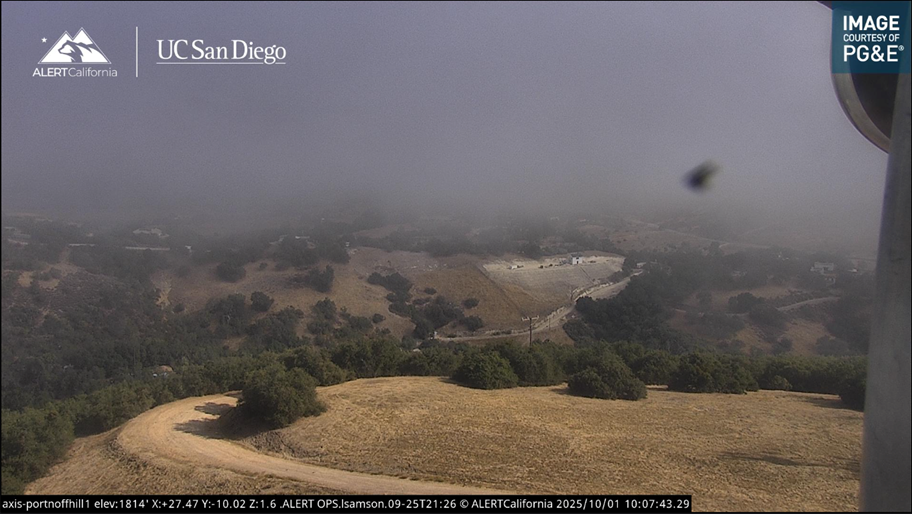 ALERTCalifornia
UC San Diego
IMAGE
COURTESY OF
PG&E®
axis-portnoffhill1 elev:1814' X:+27.47 Y:-10.02 Z:1.6 .ALERT OPS.lsamson.09-25T21:26 © ALERTCalifornia 2025/10/01 10:07:43.29